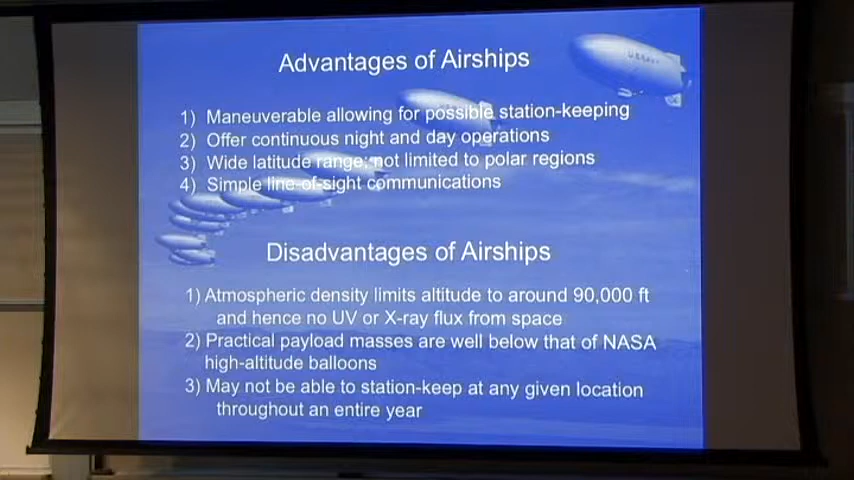 Advantages of Airships
1) Maneuverable allowing for possible station-keeping
2) Offer continuous night and day operations
3) Wide latitude range; not limited to polar regions
4) Simple line-of-sight communications
Disadvantages of Airships
1) Atmospheric density limits altitude to around 90,000 ft
and hence no UV or X-ray flux from space
2) Practical payload masses are well below that of NASA
high-altitude balloons
3) May not be able to station-keep at any given location
throughout an entire year